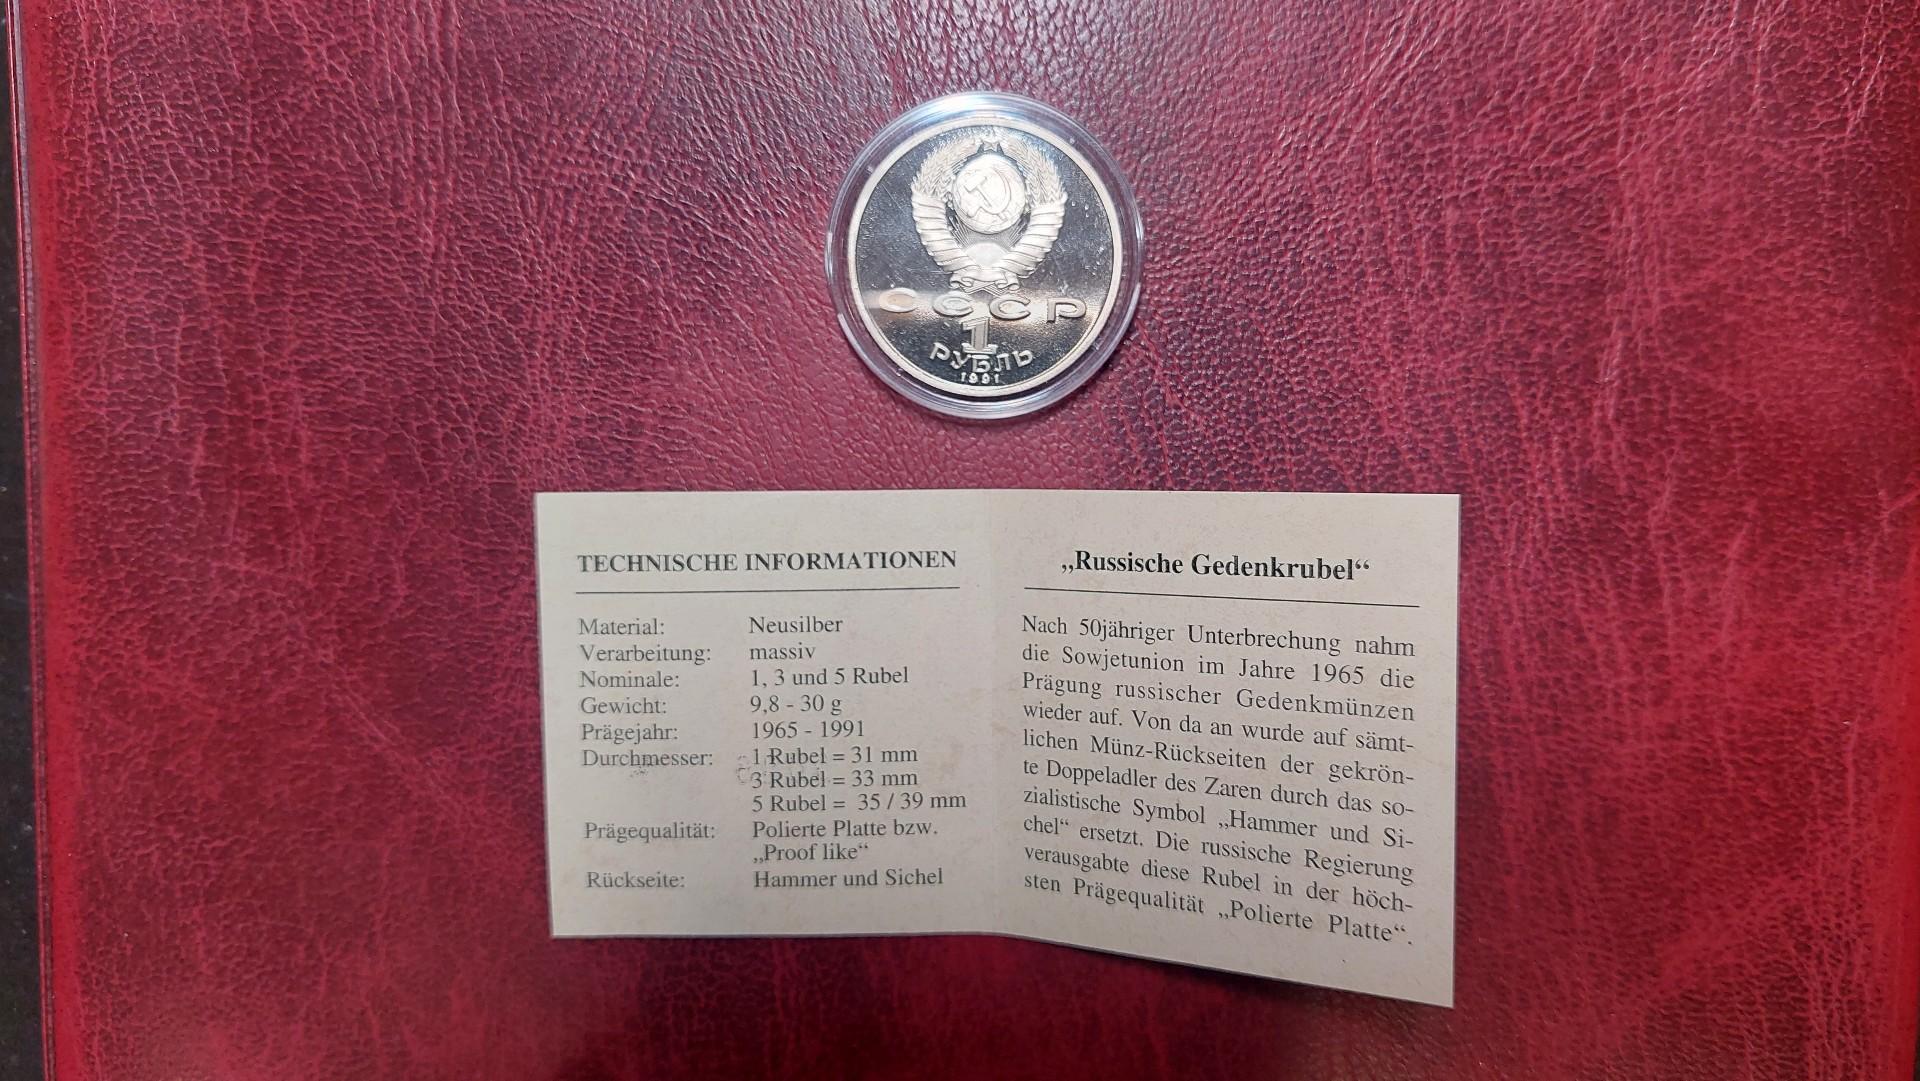 СССР
1
РУБЛЬ
1991
TECHNISCHE INFORMATIONEN
Material: Neusilber
Verarbeitung: massiv
Nominale: 1, 3 und 5 Rubel
Gewicht: 9,8 - 30 g
Prägejahr: 1965 - 1991
Durchmesser: 1 Rubel = 31 mm
3 Rubel = 33 mm
5 Rubel = 35 / 39 mm
Prägequalität: Polierte Platte bzw.
„Proof like“
Rückseite: Hammer und Sichel
„Russische Gedenkrubel“
Nach 50jähriger Unterbrechung nahm
die Sowjetunion im Jahre 1965 die
Prägung russischer Gedenkmünzen
wieder auf. Von da an wurde auf sämt-
lichen Münz-Rückseiten der gekrön-
te Doppeladler des Zaren durch das so-
zialistische Symbol „Hammer und Si-
chel“ ersetzt. Die russische Regierung
verausgabte diese Rubel in der höch-
sten Prägequalität „Polierte Platte“.